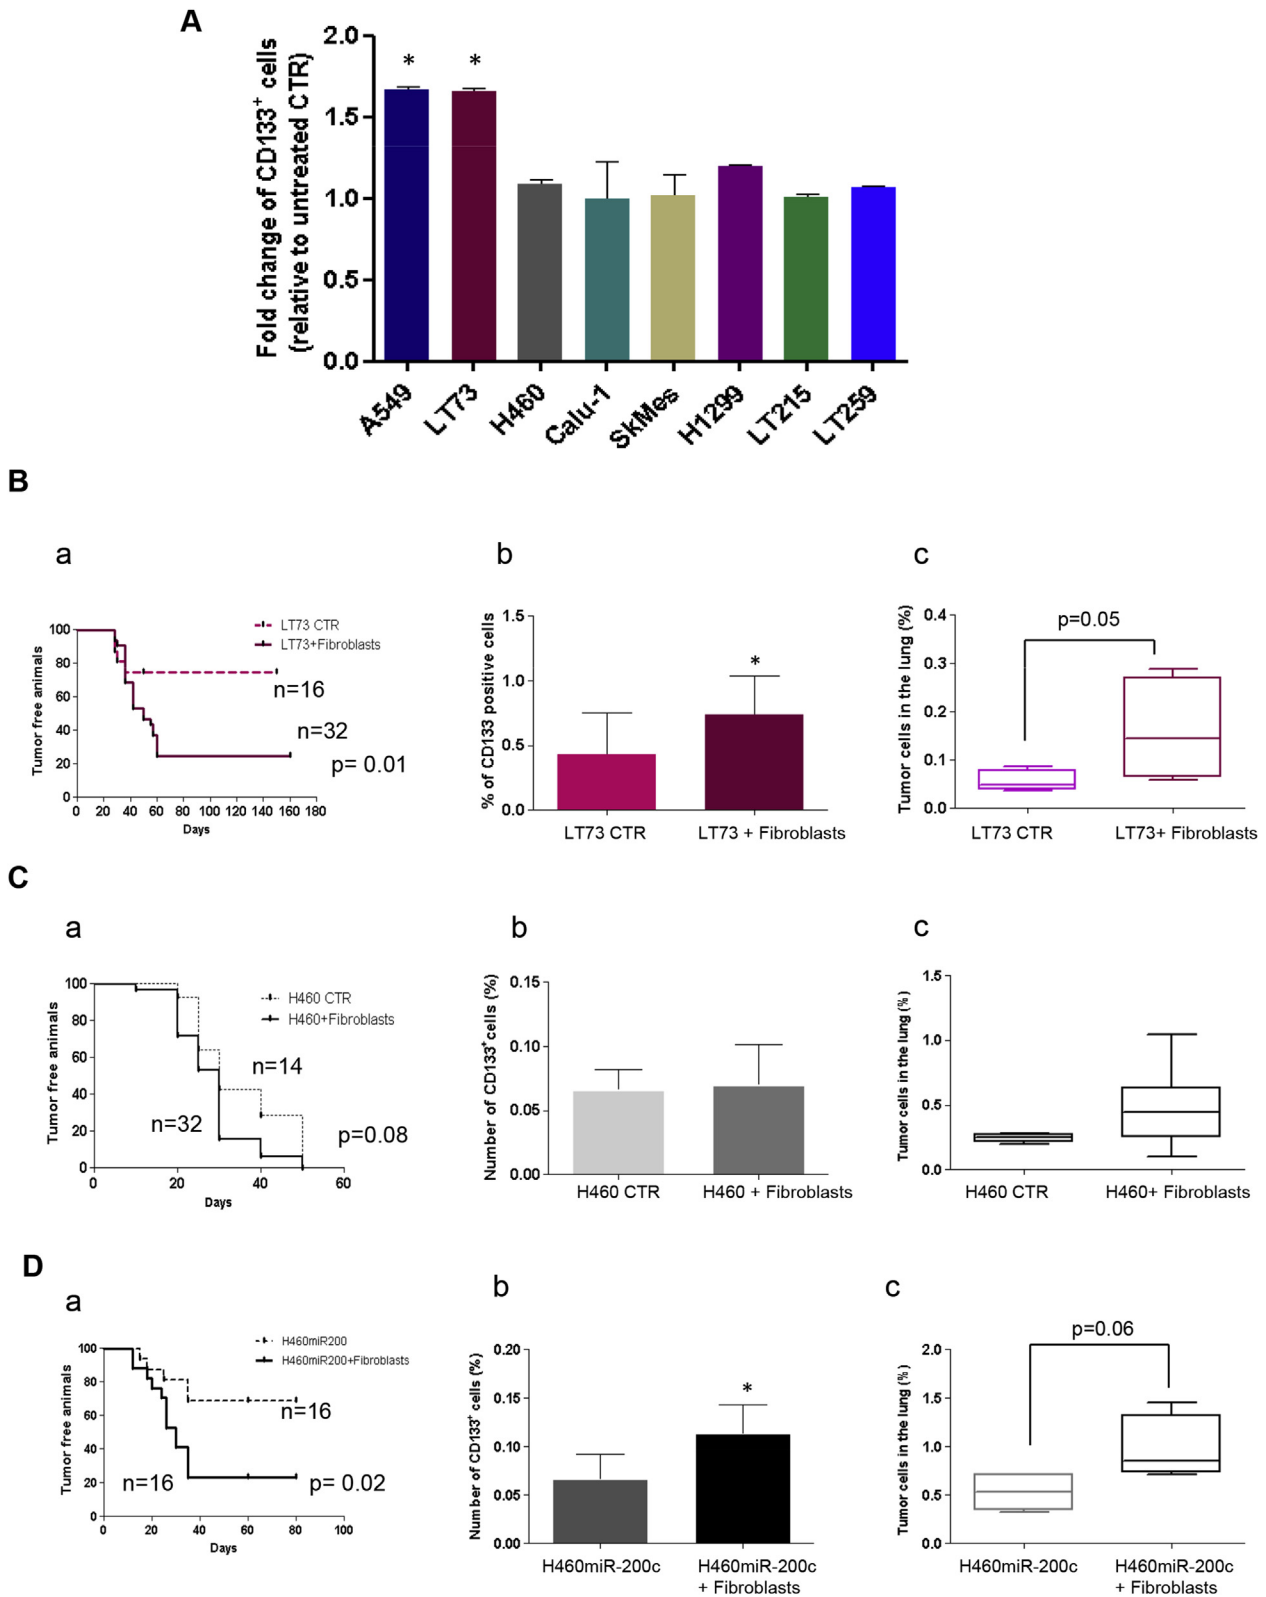 A
Fold change of CD133+ cells
(relative to untreated CTR)
2.0
1.5
1.0
0.5
0.0
* *
A549 LT73 H460 Calu-1 SkMes H1299 LT215 LT259
B
a
Tumor free animals
100
80
60
40
20
0
0 20 40 60 80 100 120 140 160 180
Days
LT73 CTR
LT73+Fibroblasts
n=16
n=32
p= 0.01
b
% of CD133 positive cells
1.5
1.0
0.5
0.0
*
LT73 CTR LT73 + Fibroblasts
c
Tumor cells in the lung (%)
0.4
0.3
0.2
0.1
0.0
p=0.05
LT73 CTR LT73+ Fibroblasts
C
a
Tumor free animals
100
80
60
40
20
0
0 20 40 60
Days
H460 CTR
H460+Fibroblasts
n=14
n=32
p=0.08
b
Number of CD133+ cells (%)
0.15
0.10
0.05
0.00
H460 CTR H460 + Fibroblasts
c
Tumor cells in the lung (%)
1.5
1.0
0.5
0.0
H460 CTR H460+ Fibroblasts
D
a
Tumor free animals
100
80
60
40
20
0
0 20 40 60 80 100
Days
H460miR200
H460miR200+Fibroblasts
n=16
n=16
p= 0.02
b
Number of CD133+ cells (%)
0.20
0.15
0.10
0.05
0.00
*
H460miR-200c H460miR-200c
+ Fibroblasts
c
Tumor cells in the lung (%)
2.0
1.5
1.0
0.5
0.0
p=0.06
H460miR-200c H460miR-200c
+ Fibroblasts